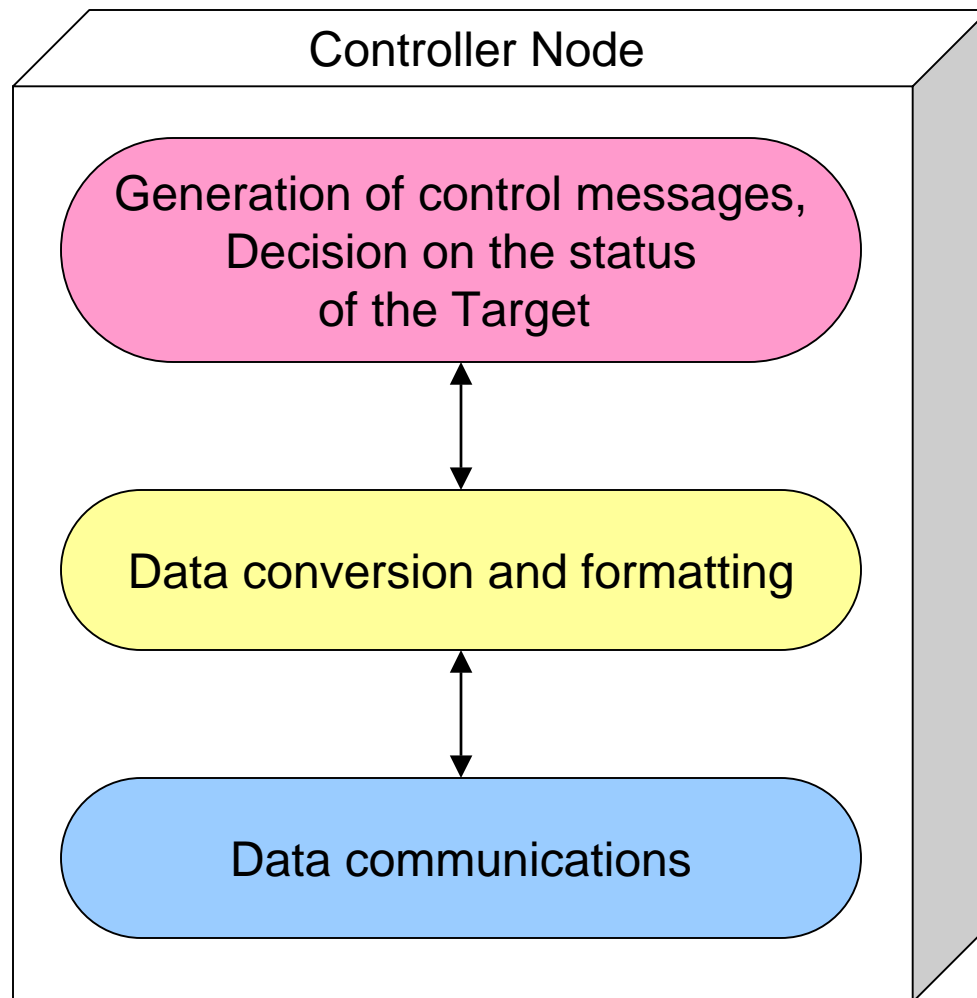 Controller Node
Generation of control messages,
Decision on the status
of the Target
Data conversion and formatting
Data communications